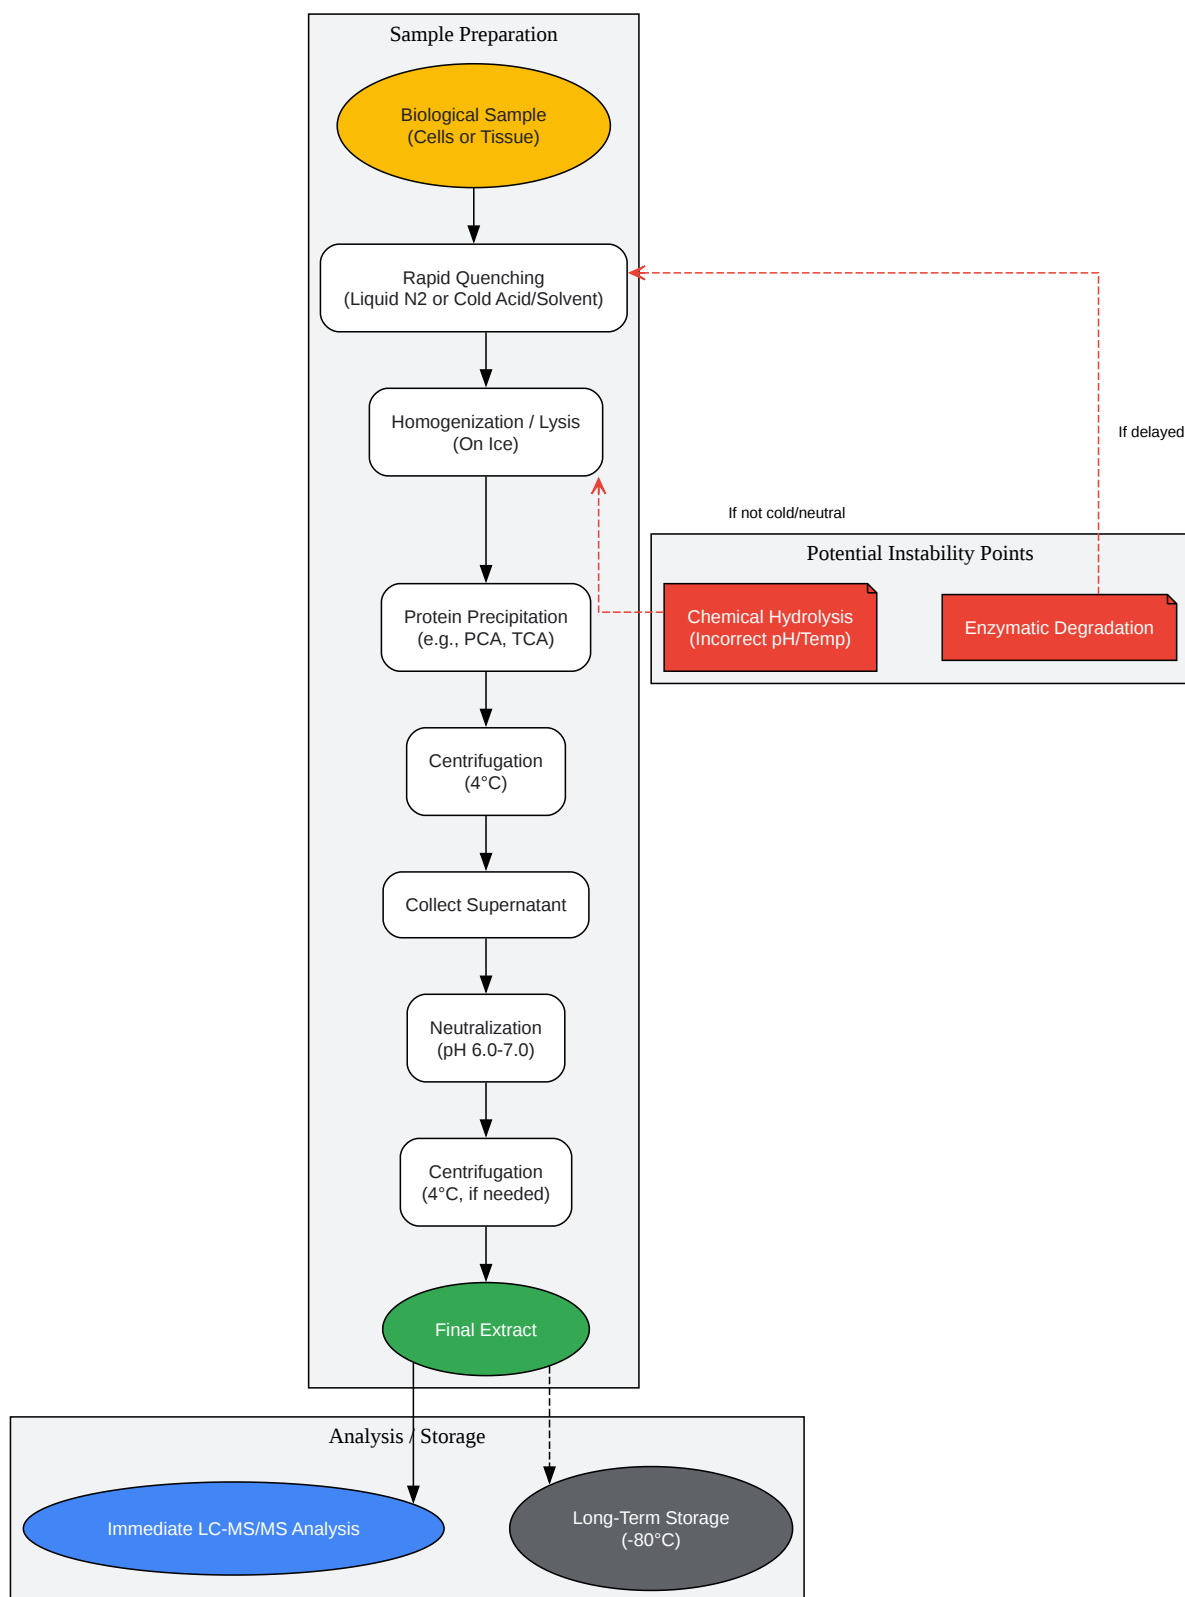 Sample Preparation
Biological Sample
(Cells or Tissue)
Rapid Quenching
(Liquid N2 or Cold Acid/Solvent)
Homogenization / Lysis
(On Ice)
If delayed
If not cold/neutral
Potential Instability Points
Chemical Hydrolysis
(Incorrect pH/Temp)
Enzymatic Degradation
Protein Precipitation
(e.g., PCA, TCA)
Centrifugation
(4°C)
Collect Supernatant
Neutralization
(pH 6.0-7.0)
Centrifugation
(4°C, if needed)
Final Extract
Analysis / Storage
Immediate LC-MS/MS Analysis
Long-Term Storage
(-80°C)